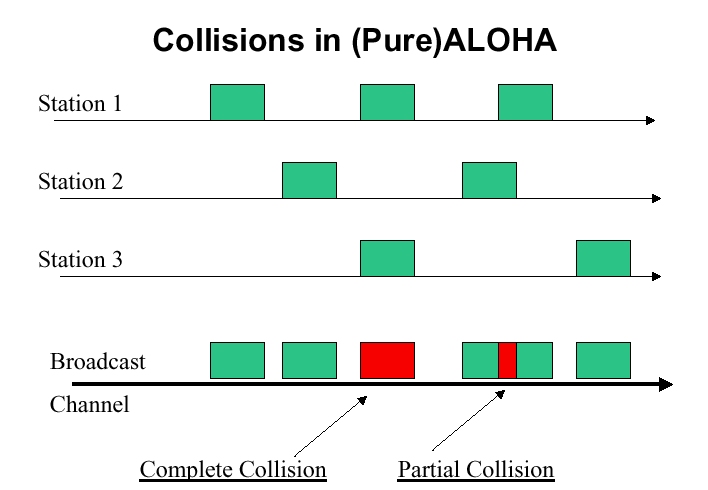 Collisions in (Pure)ALOHA
Station 1
Station 2
Station 3
Broadcast
Channel
Complete Collision
Partial Collision